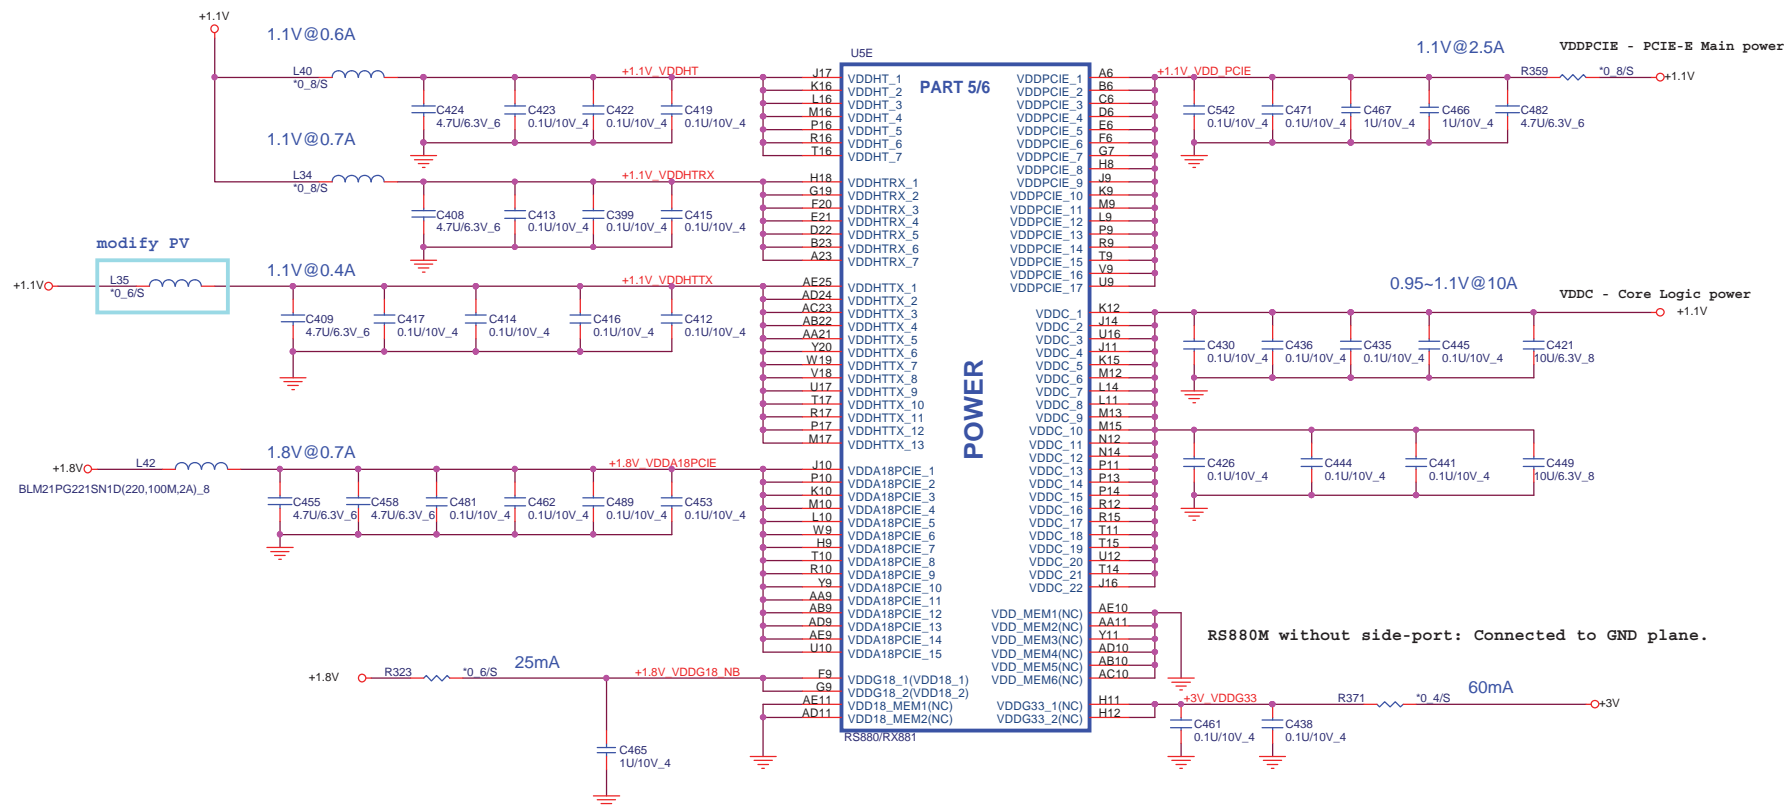 +1.1V
1.1V@0.6A
L40
*0_8/S
+1.1V_VDDHT
C424
4.7U/6.3V_6
C423
0.1U/10V_4
C422
0.1U/10V_4
C419
0.1U/10V_4
1.1V@0.7A
L34
*0_8/S
+1.1V_VDDHTRX
C408
4.7U/6.3V_6
C413
0.1U/10V_4
C399
0.1U/10V_4
C415
0.1U/10V_4
modify PV
+1.1V
L35
*0_6/S
1.1V@0.4A
+1.1V_VDDHTTX
C409
4.7U/6.3V_6
C417
0.1U/10V_4
C414
0.1U/10V_4
C416
0.1U/10V_4
C412
0.1U/10V_4
1.8V@0.7A
+1.8V
L42
BLM21PG221SN1D(220,100M,2A)_8
+1.8V_VDDA18PCIE
C455
4.7U/6.3V_6
C458
4.7U/6.3V_6
C481
0.1U/10V_4
C462
0.1U/10V_4
C489
0.1U/10V_4
C453
0.1U/10V_4
+1.8V
R323
*0_6/S
25mA
+1.8V_VDDG18_NB
C465
1U/10V_4
U5E
PART 5/6
POWER
RS880/RX881
J17 VDDHT_1
K16 VDDHT_2
L16 VDDHT_3
M16 VDDHT_4
P16 VDDHT_5
R16 VDDHT_6
T16 VDDHT_7
H18 VDDHTRX_1
G19 VDDHTRX_2
F20 VDDHTRX_3
E21 VDDHTRX_4
D22 VDDHTRX_5
B23 VDDHTRX_6
A23 VDDHTRX_7
AE25 VDDHTTX_1
AD24 VDDHTTX_2
AC23 VDDHTTX_3
AB22 VDDHTTX_4
AA21 VDDHTTX_5
Y20 VDDHTTX_6
W19 VDDHTTX_7
V18 VDDHTTX_8
U17 VDDHTTX_9
T17 VDDHTTX_10
R17 VDDHTTX_11
P17 VDDHTTX_12
M17 VDDHTTX_13
J10 VDDA18PCIE_1
P10 VDDA18PCIE_2
K10 VDDA18PCIE_3
M10 VDDA18PCIE_4
L10 VDDA18PCIE_5
W9 VDDA18PCIE_6
H9 VDDA18PCIE_7
T10 VDDA18PCIE_8
R10 VDDA18PCIE_9
Y9 VDDA18PCIE_10
AA9 VDDA18PCIE_11
AB9 VDDA18PCIE_12
AD9 VDDA18PCIE_13
AE9 VDDA18PCIE_14
U10 VDDA18PCIE_15
F9 VDDG18_1(VDD18_1)
G9 VDDG18_2(VDD18_2)
AE11 VDD18_MEM1(NC)
AD11 VDD18_MEM2(NC)
VDDPCIE_1 A6
VDDPCIE_2 B6
VDDPCIE_3 C6
VDDPCIE_4 D6
VDDPCIE_5 E6
VDDPCIE_6 F6
VDDPCIE_7 G7
VDDPCIE_8 H8
VDDPCIE_9 J9
VDDPCIE_10 K9
VDDPCIE_11 M9
VDDPCIE_12 L9
VDDPCIE_13 P9
VDDPCIE_14 R9
VDDPCIE_15 T9
VDDPCIE_16 V9
VDDPCIE_17 U9
VDDC_1 K12
VDDC_2 J14
VDDC_3 U16
VDDC_4 J11
VDDC_5 K15
VDDC_6 M12
VDDC_7 L14
VDDC_8 L11
VDDC_9 M13
VDDC_10 M15
VDDC_11 N12
VDDC_12 N14
VDDC_13 P11
VDDC_14 P13
VDDC_15 P14
VDDC_16 R12
VDDC_17 R15
VDDC_18 T11
VDDC_19 T15
VDDC_20 U12
VDDC_21 T14
VDDC_22 J16
VDD_MEM1(NC) AE10
VDD_MEM2(NC) AA11
VDD_MEM3(NC) Y11
VDD_MEM4(NC) AD10
VDD_MEM5(NC) AB10
VDD_MEM6(NC) AC10
VDDG33_1(NC) H11
VDDG33_2(NC) H12
1.1V@2.5A
VDDPCIE - PCIE-E Main power
+1.1V_VDD_PCIE
R359
*0_8/S
+1.1V
C542
0.1U/10V_4
C471
0.1U/10V_4
C467
1U/10V_4
C466
1U/10V_4
C482
4.7U/6.3V_6
0.95~1.1V@10A
VDDC - Core Logic power
+1.1V
C430
0.1U/10V_4
C436
0.1U/10V_4
C435
0.1U/10V_4
C445
0.1U/10V_4
C421
10U/6.3V_8
C426
0.1U/10V_4
C444
0.1U/10V_4
C441
0.1U/10V_4
C449
10U/6.3V_8
RS880M without side-port: Connected to GND plane.
+3V_VDDG33
R371
*0_4/S
60mA
+3V
C461
0.1U/10V_4
C438
0.1U/10V_4